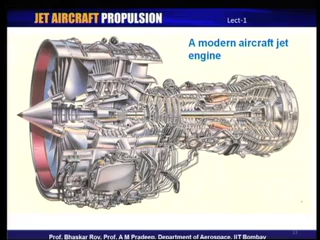 JET AIRCRAFT PROPULSION
Lect-1
A modern aircraft jet
engine
Prof. Bhaskar Roy, Prof. A M Pradeep, Department of Aerospace, IIT Bombay